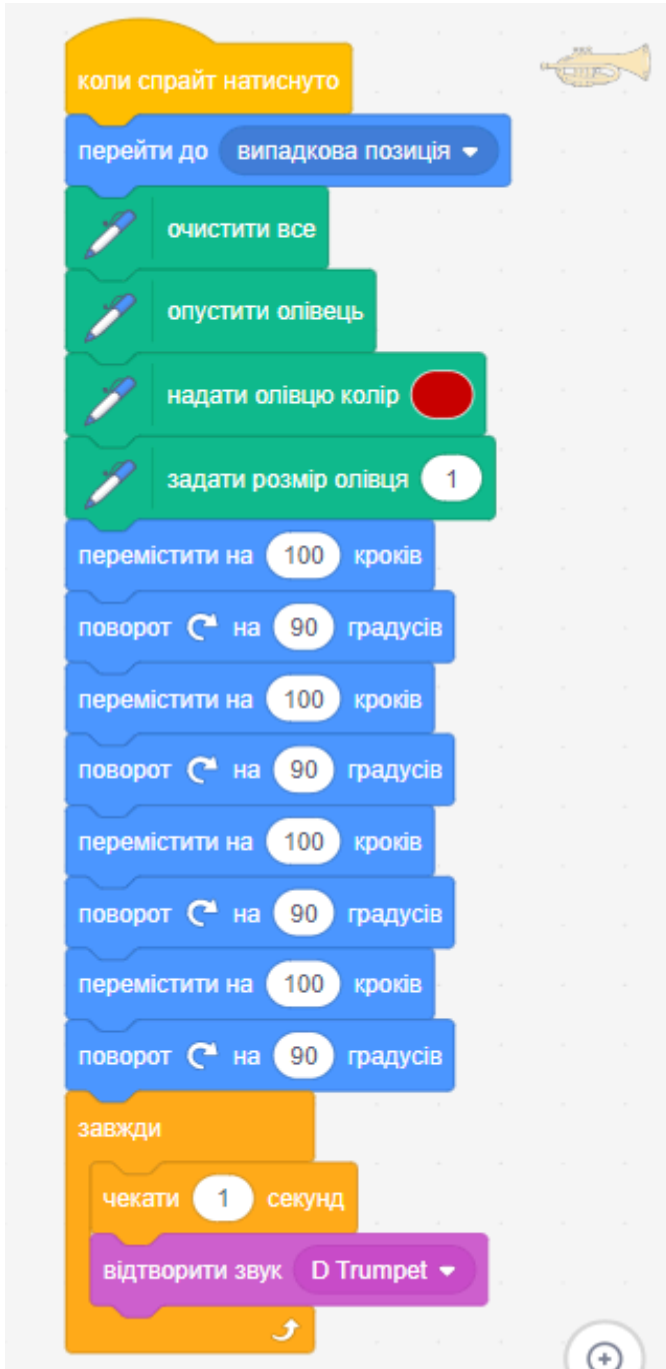 коли спрайт натиснуто
перейти до випадкова позиція
очистити все
опустити олівець
надати олівцю колір
задати розмір олівця 1
перемістити на 100 кроків
поворот на 90 градусів
перемістити на 100 кроків
поворот на 90 градусів
перемістити на 100 кроків
поворот на 90 градусів
перемістити на 100 кроків
поворот на 90 градусів
завжди
чекати 1 секунд
відтворити звук D Trumpet